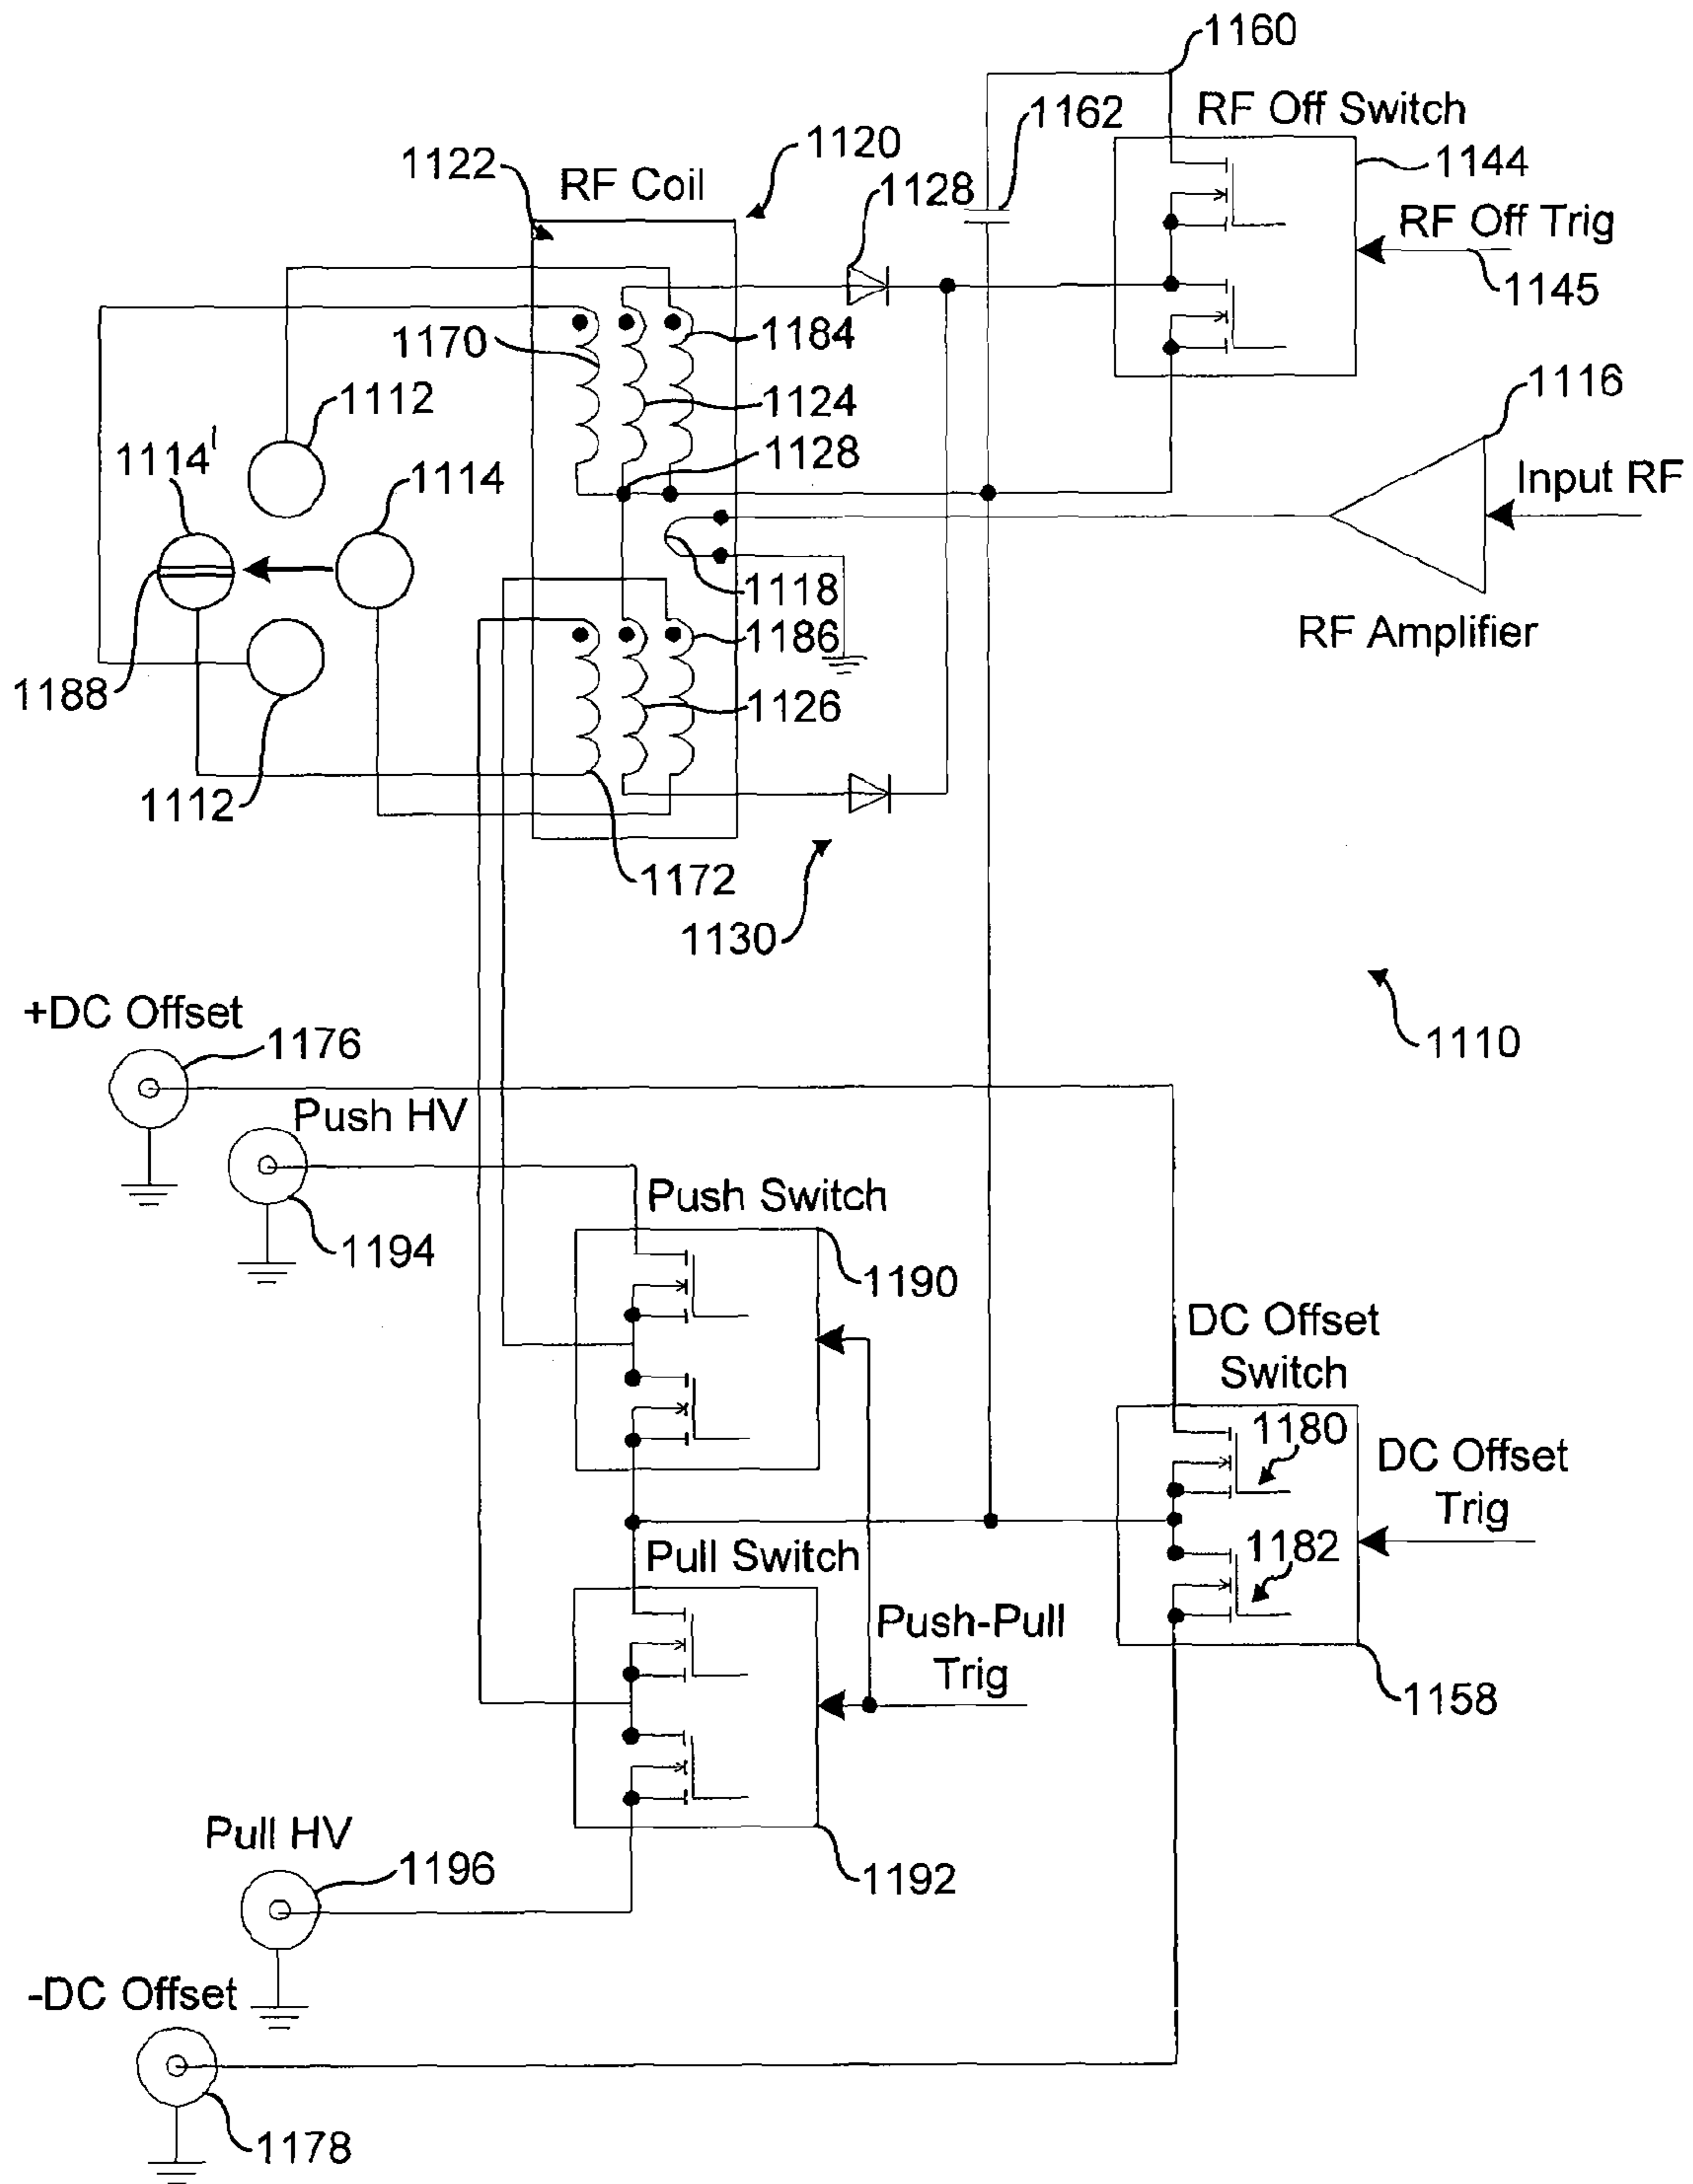 1160
RF Off Switch
1162
1144
1120
1122
RF Coil
1128
RF Off Trig
1145
1170
1184
1112
1124
1116
1114'
1128
1114
Input RF
1118
1186
RF Amplifier
1188
1126
1112
1172
1130
+DC Offset
1176
1110
Push HV
Push Switch
1194
1190
DC Offset
Switch
1180
DC Offset
Trig
1182
Pull Switch
Push-Pull
Trig
1158
Pull HV
1196
1192
-DC Offset
1178